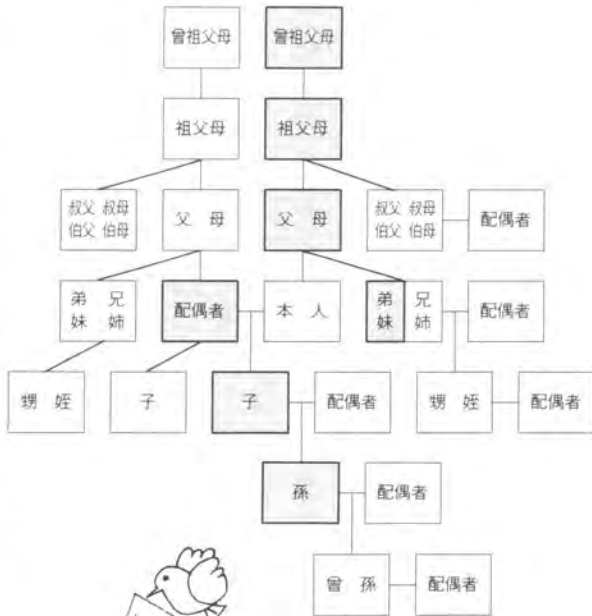 曾祖父母 曾祖父母
祖父母 祖父母
叔父 叔母
伯父 伯母
父 母
父 母
叔父 叔母
伯父 伯母
配偶者
弟 兄
妹 姉
配偶者
本 人
弟 兄
妹 姉
配偶者
甥 姪
子
子
配偶者
甥 姪
配偶者
孫
配偶者
曾 孫
配偶者